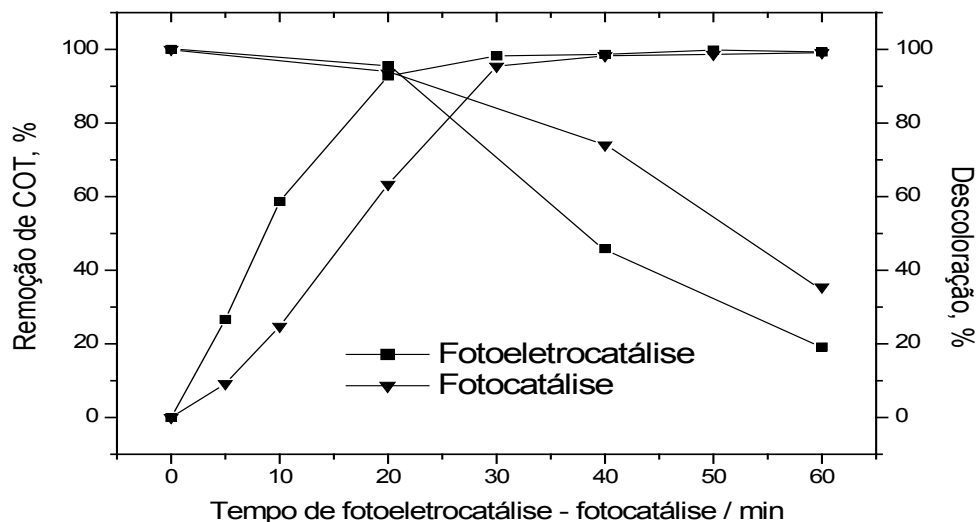 100
80
60
40
20
0
Remoção de COT, %
100
80
60
40
20
0
Descoloração, %
Fotoeletrocatálise
Fotocatálise
0 10 20 30 40 50 60
Tempo de fotoeletrocatálise - fotocatálise / min